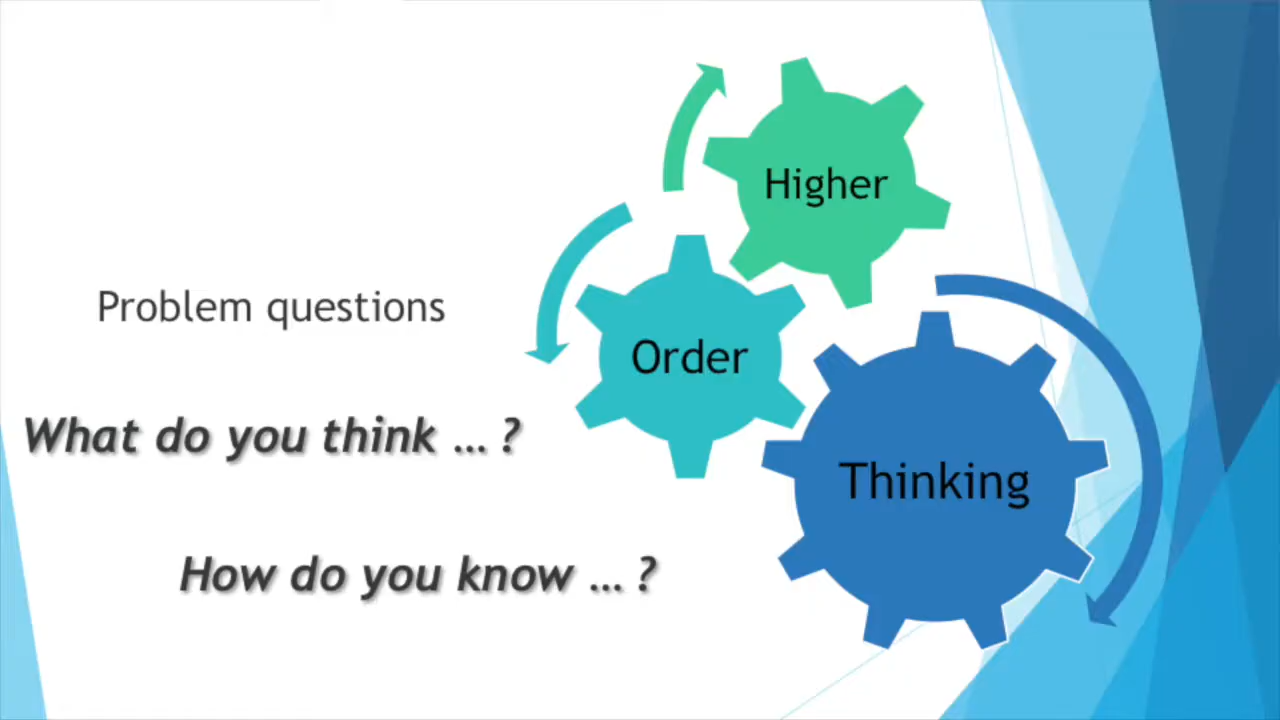 Higher
Order
Thinking
Problem questions
What do you think ... ?
How do you know ... ?